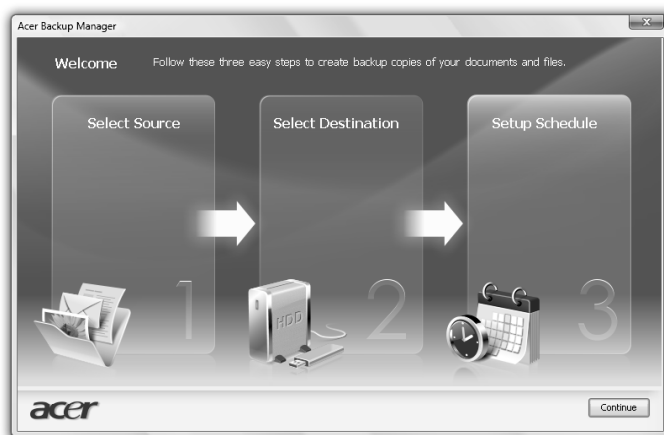 Acer Backup Manager
x
Welcome
Follow these three easy steps to create backup copies of your documents and files.
Select Source
Select Destination
Setup Schedule
1
HDD
2
3
acer
Continue